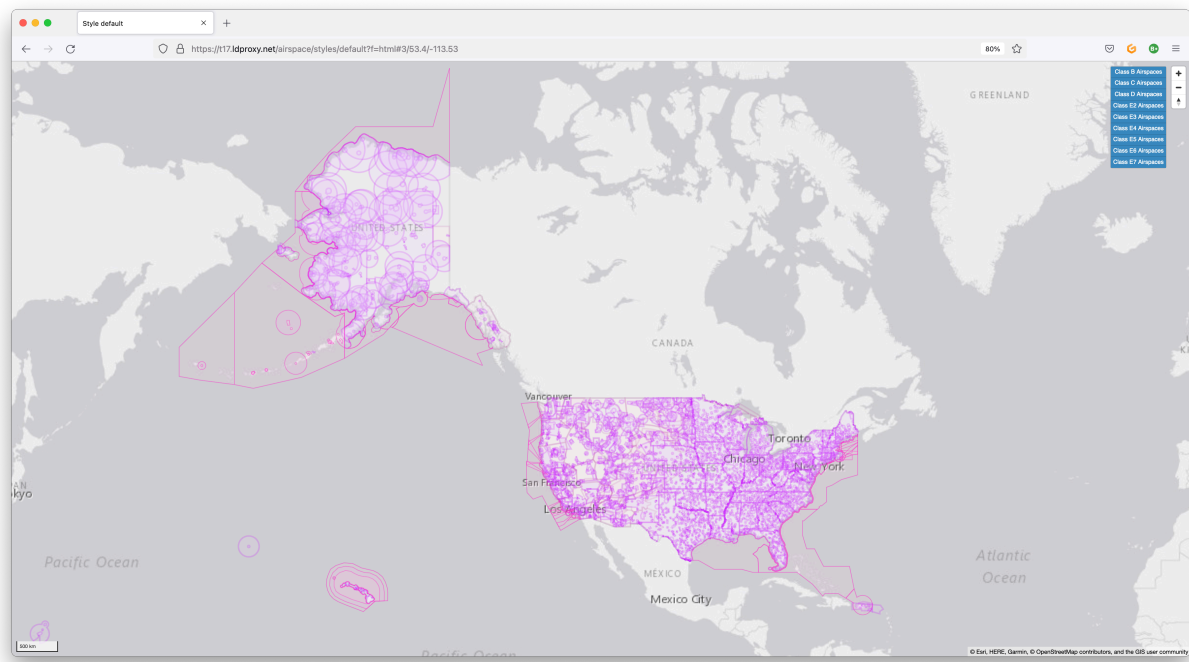 Style default
https://t17.ldproxy.net/airspace/styles/default?f=html#3/53.4/-113.53
80%
Class B Airspaces
Class C Airspaces
Class D Airspaces
Class E2 Airspaces
Class E3 Airspaces
Class E4 Airspaces
Class E5 Airspaces
Class E6 Airspaces
Class E7 Airspaces
GREENLAND
UNITED STATES
CANADA
Vancouver
Toronto
Chicago
New York
San Francisco
Los Angeles
AN
kyo
Pacific Ocean
Atlantic
Ocean
MÉXICO
Mexico City
500 km
Pacific Ocean
© Esri, HERE, Garmin, © OpenStreetMap contributors, and the GIS user community